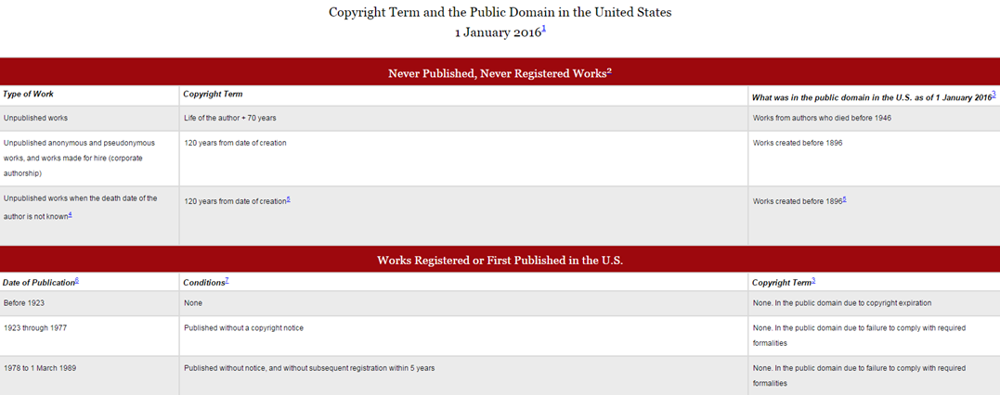 Copyright Term and the Public Domain in the United States
1 January 20161
Never Published, Never Registered Works2
Type of Work Copyright Term What was in the public domain in the U.S. as of 1 January 20163
Unpublished works Life of the author + 70 years Works from authors who died before 1946
Unpublished anonymous and pseudonymous 120 years from date of creation Works created before 1896
works, and works made for hire (corporate
authorship)
Unpublished works when the death date of the 120 years from date of creation5 Works created before 18965
author is not known4
Works Registered or First Published in the U.S.
Date of Publication6 Conditions7 Copyright Term3
Before 1923 None None. In the public domain due to copyright expiration
1923 through 1977 Published without a copyright notice None. In the public domain due to failure to comply with required
formalities
1978 to 1 March 1989 Published without notice, and without subsequent registration within 5 years None. In the public domain due to failure to comply with required
formalities